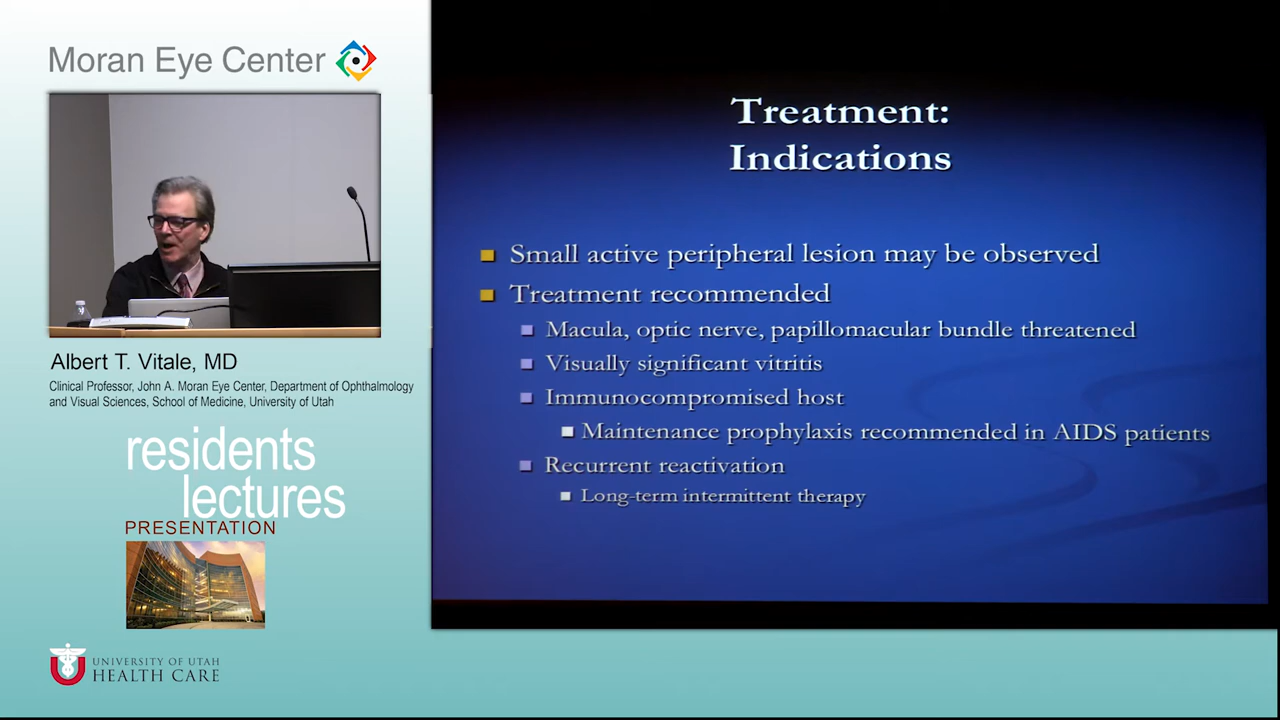 Moran Eye Center
Albert T. Vitale, MD
Clinical Professor, John A. Moran Eye Center, Department of Ophthalmology
and Visual Sciences, School of Medicine, University of Utah
residents
lectures
PRESENTATION
UNIVERSITY OF UTAH
HEALTH CARE
Treatment:
Indications
Small active peripheral lesion may be observed
Treatment recommended
Macula, optic nerve, papillomacular bundle threatened
Visually significant vitritis
Immunocompromised host
Maintenance prophylaxis recommended in AIDS patients
Recurrent reactivation
Long-term intermittent therapy